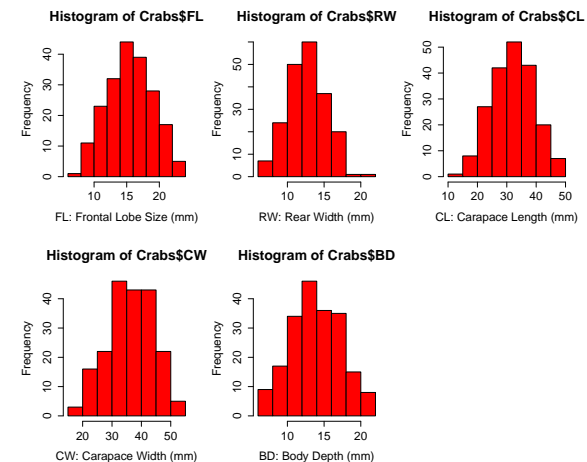 Histogram of Crabs$FL
Frequency
0 10 20 30 40
10 15 20
FL: Frontal Lobe Size (mm)
Histogram of Crabs$RW
Frequency
0 10 30 50
10 15 20
RW: Rear Width (mm)
Histogram of Crabs$CL
Frequency
0 10 20 30 40 50
10 20 30 40 50
CL: Carapace Length (mm)
Histogram of Crabs$CW
Frequency
0 10 20 30 40
20 30 40 50
CW: Carapace Width (mm)
Histogram of Crabs$BD
Frequency
0 10 20 30 40
10 15 20
BD: Body Depth (mm)